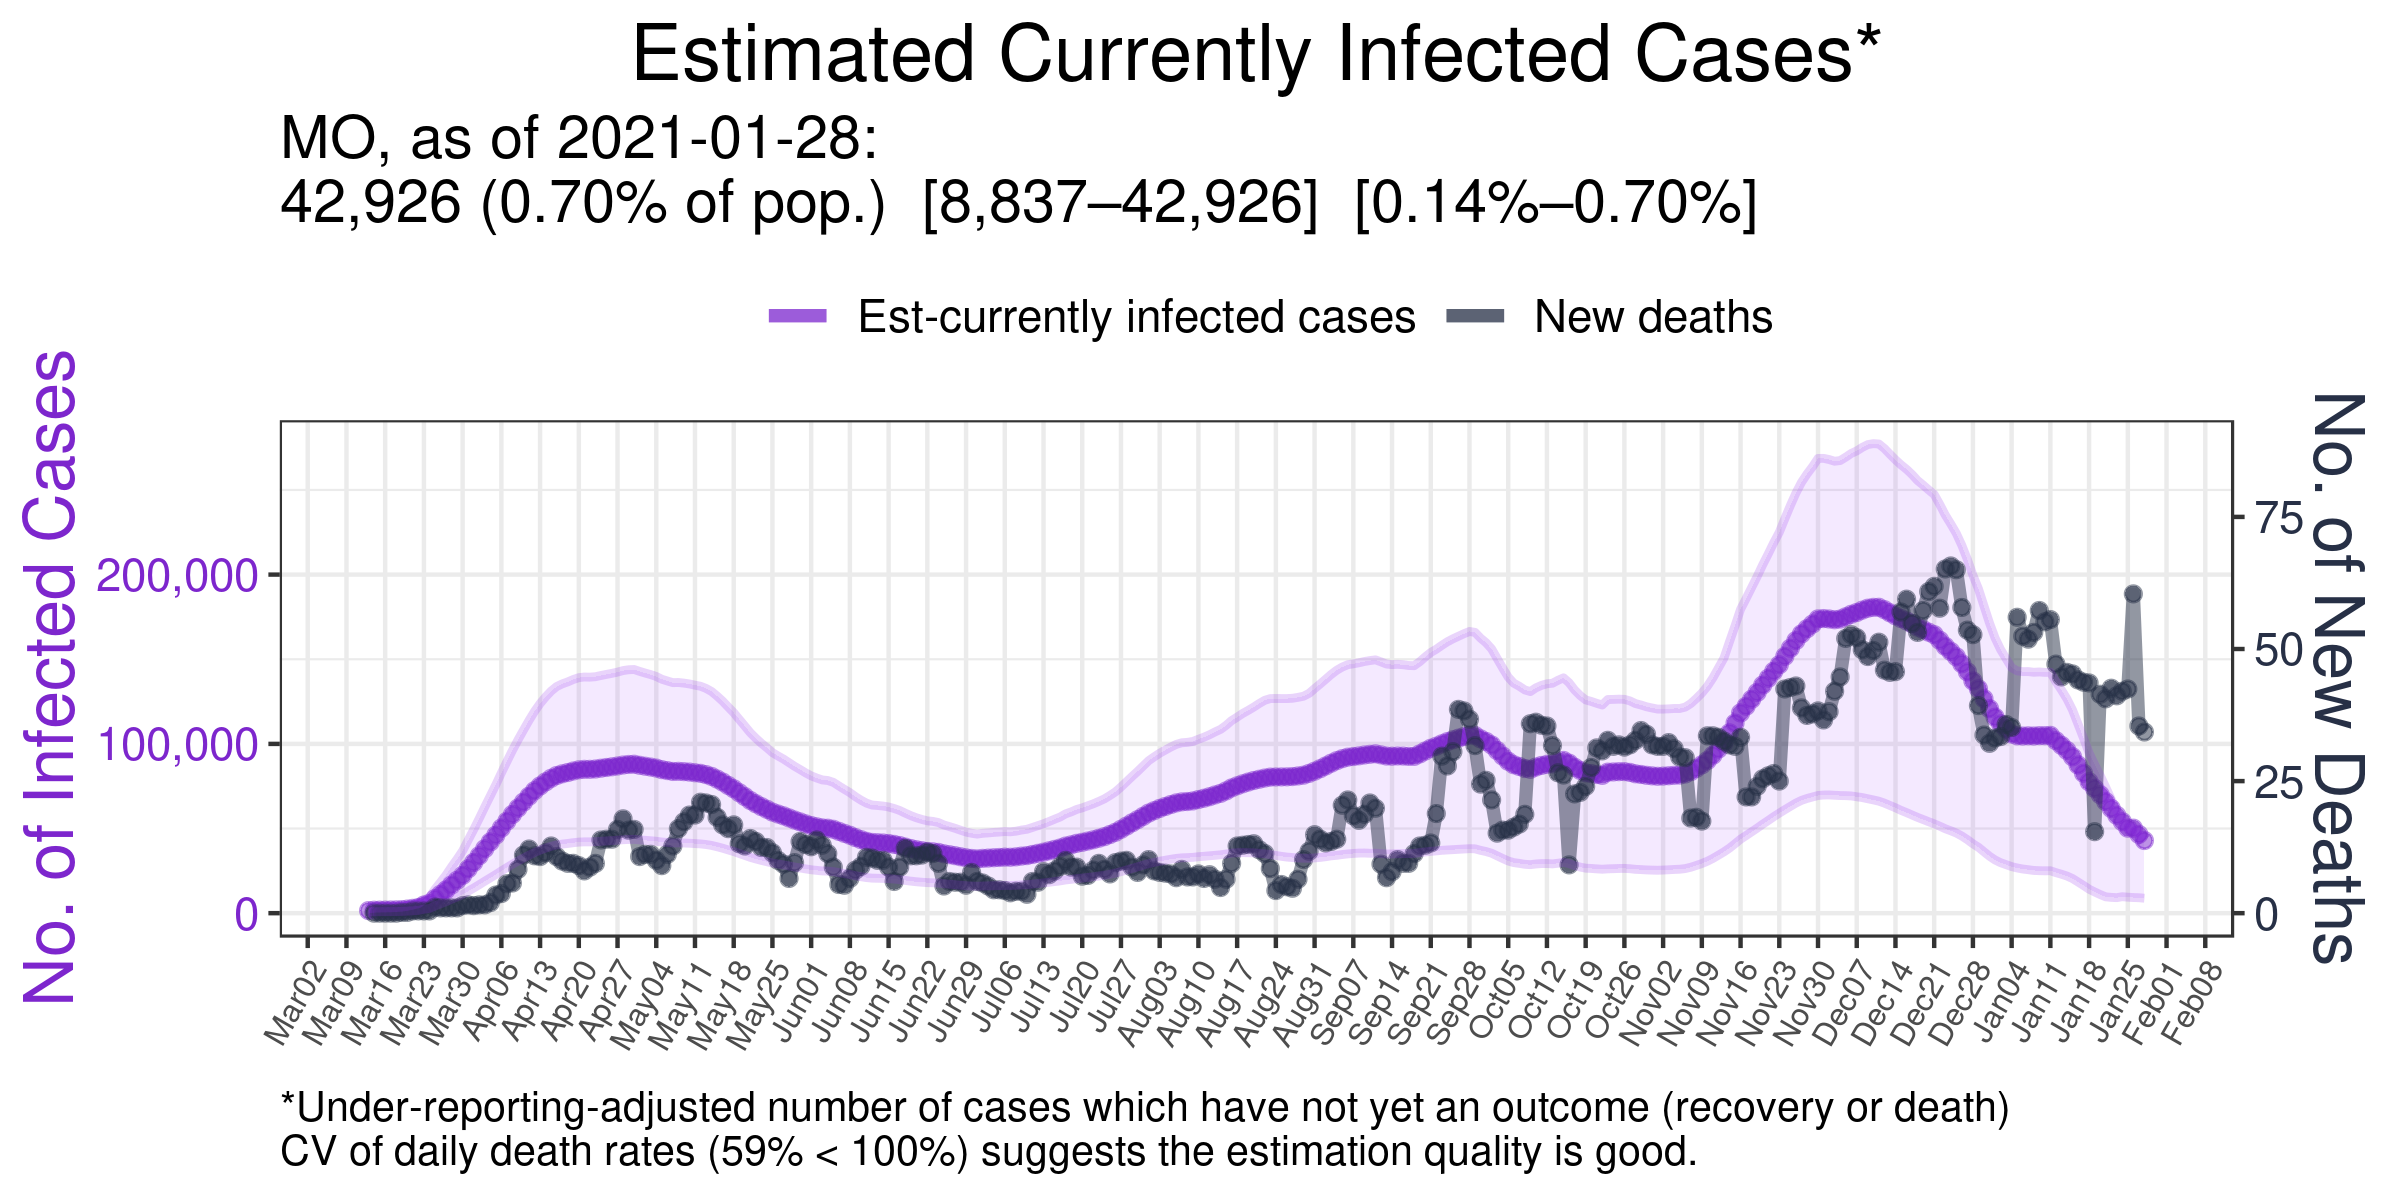 Estimated Currently Infected Cases*
MO, as of 2021-01-28:
42,926 (0.70% of pop.) [8,837–42,926] [0.14%–0.70%]
Est-currently infected cases New deaths
No. of Infected Cases
200,000
100,000
0
75
50
25
0
No. of New Deaths
Mar02 Mar09 Mar16 Mar23 Mar30 Apr06 Apr13 Apr20 Apr27 May04 May11 May18 May25 Jun01 Jun08 Jun15 Jun22 Jun29 Jul06 Jul13 Jul20 Jul27 Aug03 Aug10 Aug17 Aug24 Aug31 Sep07 Sep14 Sep21 Sep28 Oct05 Oct12 Oct19 Oct26 Nov02 Nov09 Nov16 Nov23 Nov30 Dec07 Dec14 Dec21 Dec28 Jan04 Jan11 Jan18 Jan25 Feb01 Feb08
*Under-reporting-adjusted number of cases which have not yet an outcome (recovery or death)
CV of daily death rates (59% < 100%) suggests the estimation quality is good.